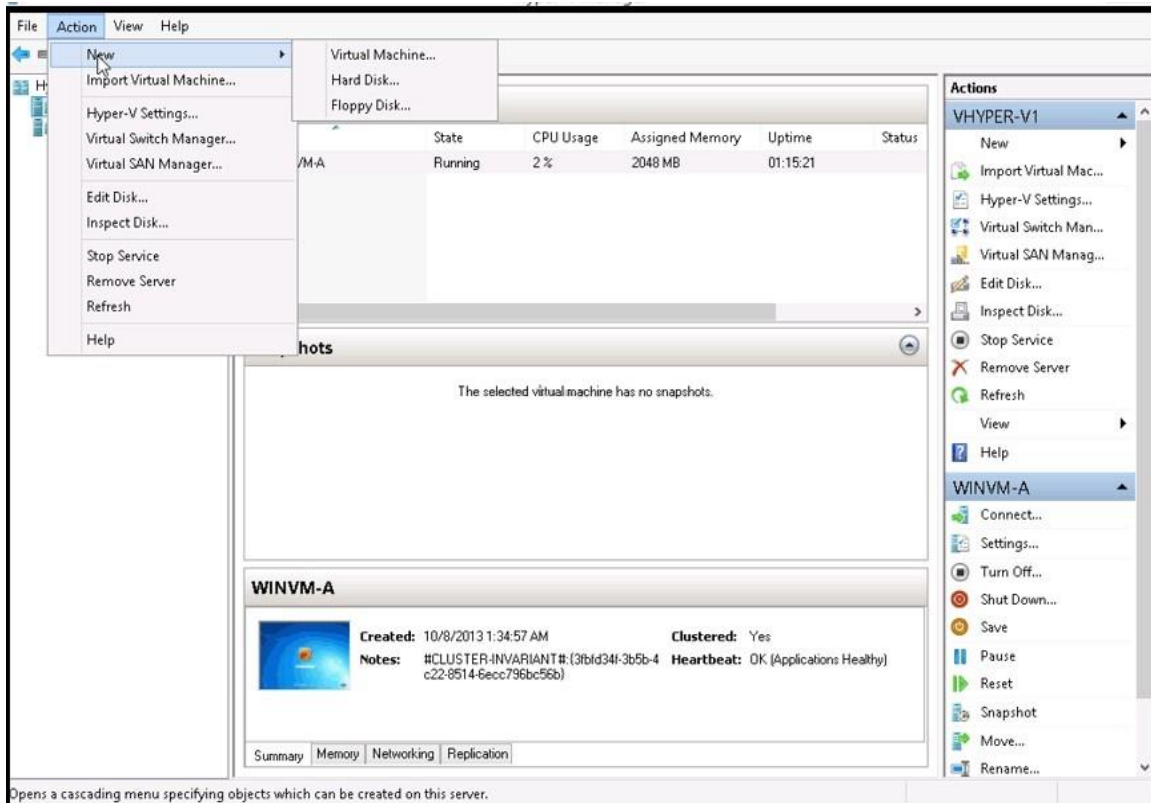 File Action View Help
New
Import Virtual Machine...
Hyper-V Settings...
Virtual Switch Manager...
Virtual SAN Manager...
Edit Disk...
Inspect Disk...
Stop Service
Remove Server
Refresh
Help
Virtual Machine...
Hard Disk...
Floppy Disk...
State CPU Usage Assigned Memory Uptime Status
/M-A Running 2 % 2048 MB 01:15:21
hots
The selected virtual machine has no snapshots.
WINVM-A
Created: 10/8/2013 1:34:57 AM Clustered: Yes
Notes: #CLUSTER-INVARIANT#:{3fbfd34f-3b5b-4 Heartbeat: OK (Applications Healthy)
c22-8514-6ecc796bc56b}
Summary Memory Networking Replication
Actions
VHYPER-V1
New
Import Virtual Mac...
Hyper-V Settings...
Virtual Switch Man...
Virtual SAN Manag...
Edit Disk...
Inspect Disk...
Stop Service
Remove Server
Refresh
View
Help
WINVM-A
Connect...
Settings...
Turn Off...
Shut Down...
Save
Pause
Reset
Snapshot
Move...
Rename...
Opens a cascading menu specifying objects which can be created on this server.